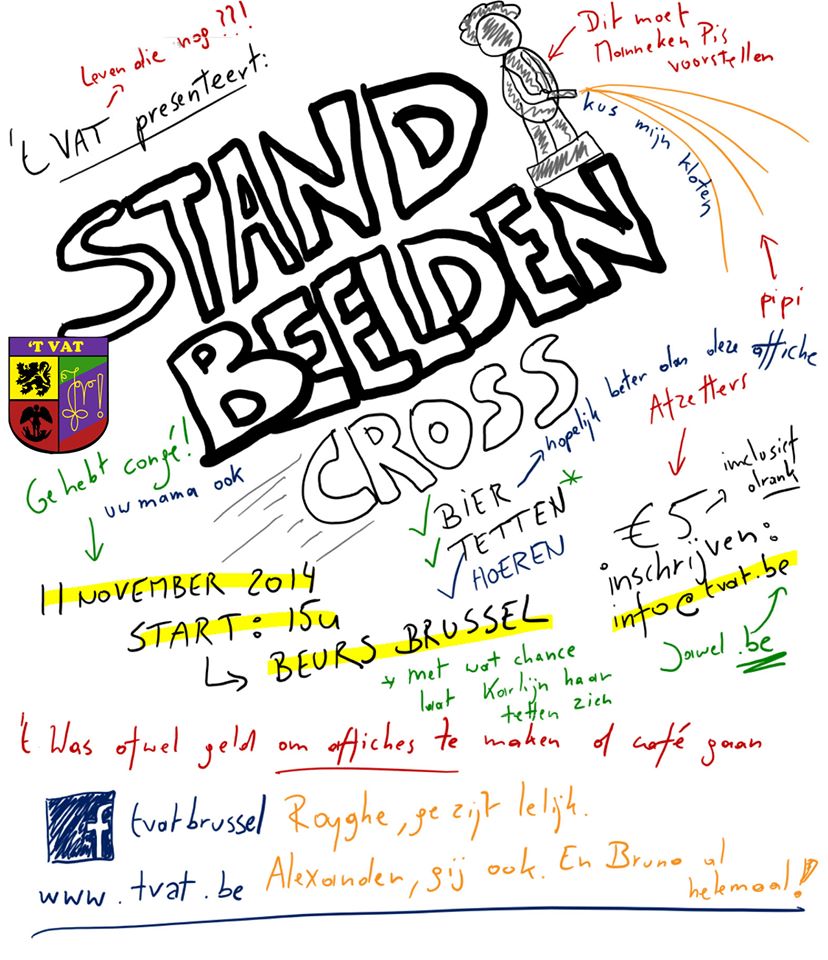 Leven die nog??!
't VAT presenteert:
Dit moet
Manneken Pis
voorstellen
kus mijn kloten
pipi
STAND
BEELDEN
CROSS
'T VAT
Ge hebt congé!
uw mama ook
BIER
hopelijk beter dan deze affiche
TETTEN*
HOEREN
Afzetters
€5
inclusief
drank
inschrijven:
info@tvat.be
Jawel .be
11 NOVEMBER 2014
START: 15u
BEURS BRUSSEL
* met wat chance
laat Karlijn haar
tetten zien
't Was ofwel geld om affiches te maken of café gaan
f tvatbrussel
Rayghe, ge zijt lelijk.
www.tvat.be
Alexander, gij ook. En Bruno al
helemaal!